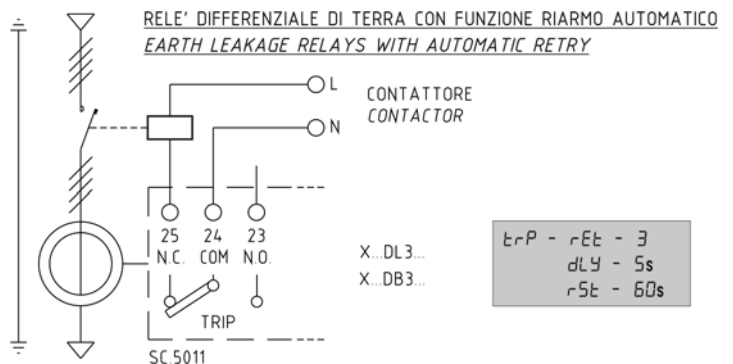 RELE' DIFFERENZIALE DI TERRA CON FUNZIONE RIARMO AUTOMATICO
EARTH LEAKAGE RELAYS WITH AUTOMATIC RETRY
L
CONTATTORE
N
CONTACTOR
25 24 23
N.C. COM N.O.
TRIP
SC.5011
X...DL3...
X...DB3...
trP - rEt - 3
dLY - 5s
rSt - 60s